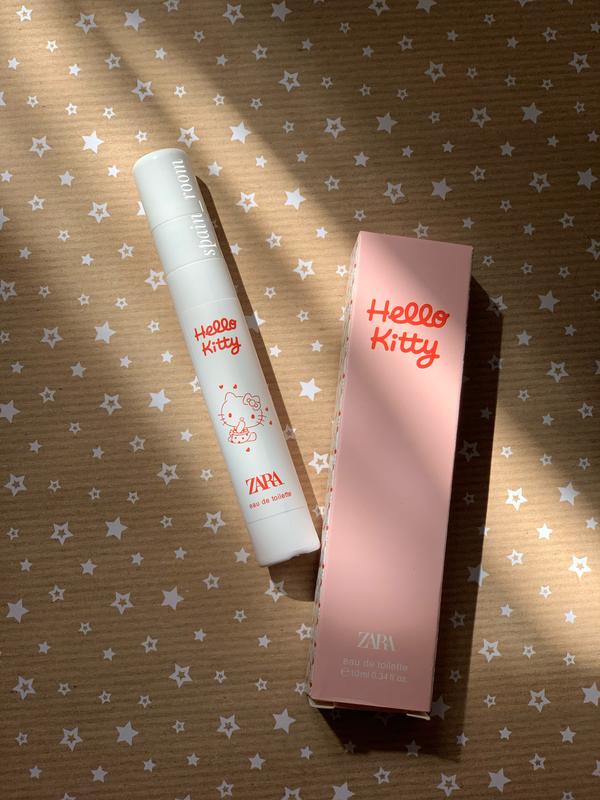 spain_room
Hello
Kitty
ZARA
eau de toilette
Hello
Kitty
ZARA
eau de toilette
℮10ml 0.34 fl oz.